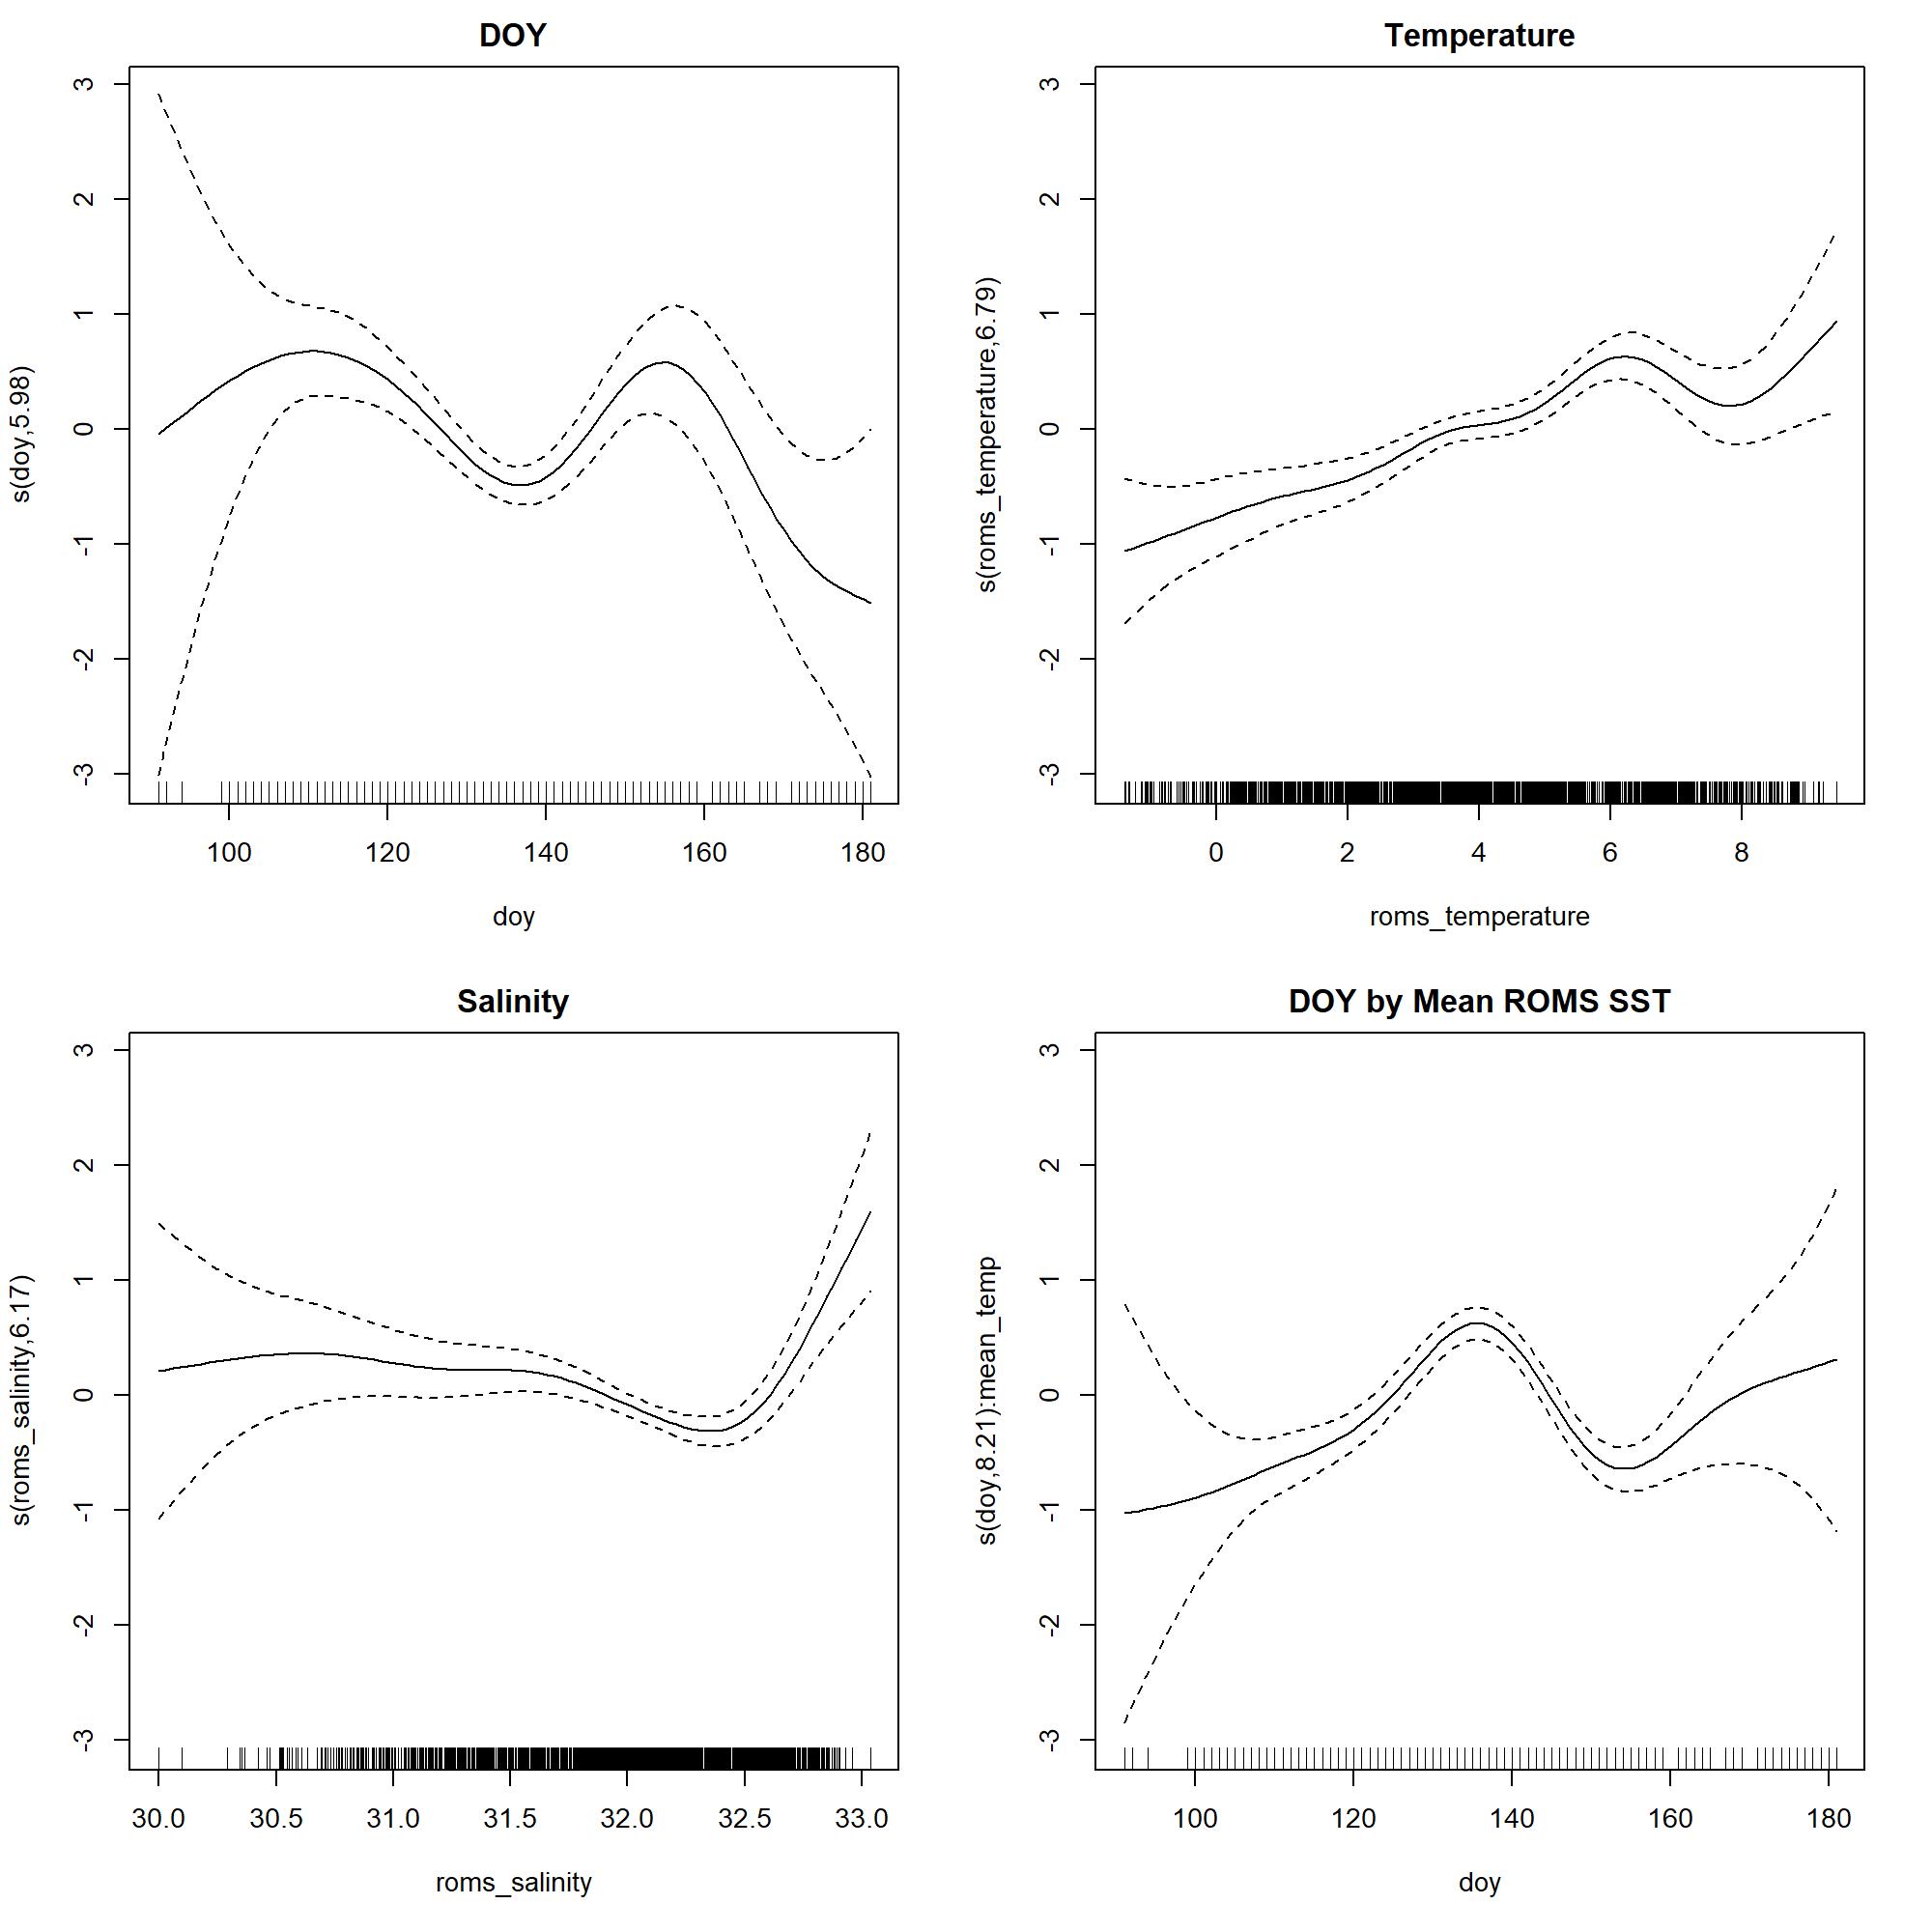 DOY
s(doy,5.98)
3
2
1
0
-1
-2
-3
100 120 140 160 180
doy
Temperature
s(roms_temperature,6.79)
3
2
1
0
-1
-2
-3
0 2 4 6 8
roms_temperature
Salinity
s(roms_salinity,6.17)
3
2
1
0
-1
-2
-3
30.0 30.5 31.0 31.5 32.0 32.5 33.0
roms_salinity
DOY by Mean ROMS SST
s(doy,8.21):mean_temp
3
2
1
0
-1
-2
-3
100 120 140 160 180
doy